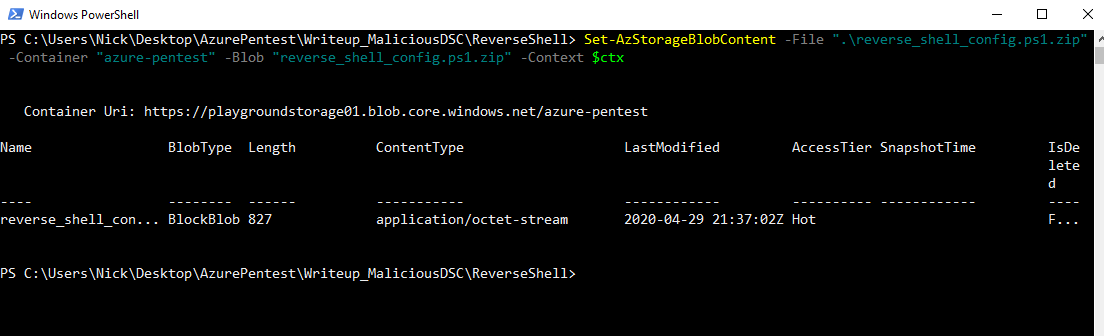 Windows PowerShell
PS C:\Users\Nick\Desktop\AzurePentest\Writeup_MaliciousDSC\ReverseShell> Set-AzStorageBlobContent -File ".\reverse_shell_config.ps1.zip"
-Container "azure-pentest" -Blob "reverse_shell_config.ps1.zip" -Context $ctx
Container Uri: https://playgroundstorage01.blob.core.windows.net/azure-pentest
Name BlobType Length ContentType LastModified AccessTier SnapshotTime IsDe
lete
d
---- -------- ------ ----------- ------------ ---------- ------------ ----
reverse_shell_con... BlockBlob 827 application/octet-stream 2020-04-29 21:37:02Z Hot F...
PS C:\Users\Nick\Desktop\AzurePentest\Writeup_MaliciousDSC\ReverseShell>